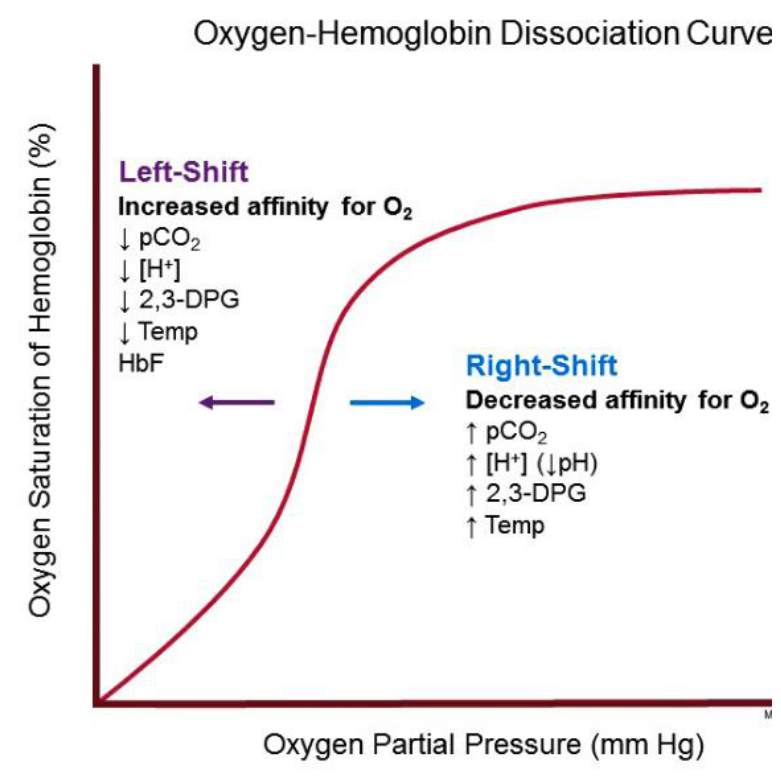 Oxygen-Hemoglobin Dissociation Curve
Oxygen Saturation of Hemoglobin (%)
Left-Shift
Increased affinity for O₂
↓ pCO₂
↓ [H⁺]
↓ 2,3-DPG
↓ Temp
HbF
Right-Shift
Decreased affinity for O₂
↑ pCO₂
↑ [H⁺] (↓pH)
↑ 2,3-DPG
↑ Temp
M
Oxygen Partial Pressure (mm Hg)